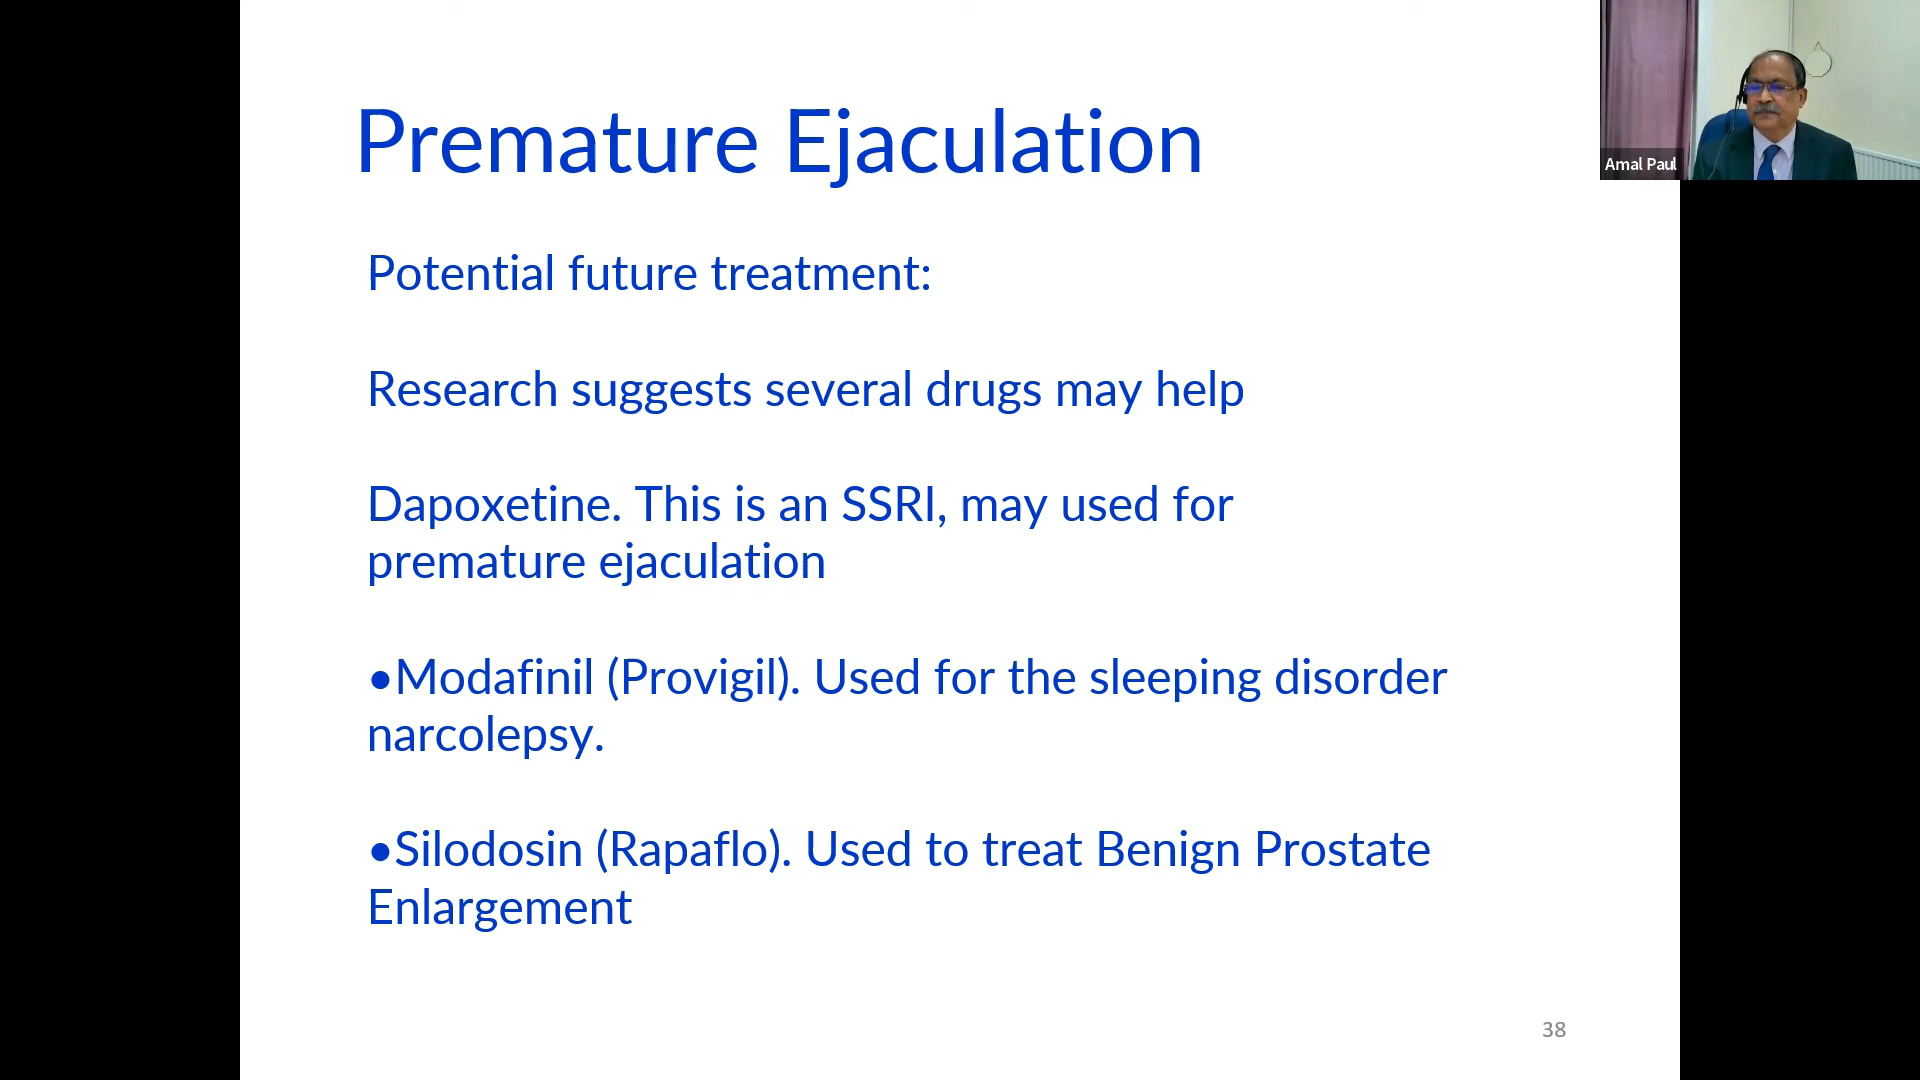 Premature Ejaculation
Amal Paul
Potential future treatment:
Research suggests several drugs may help
Dapoxetine. This is an SSRI, may used for
premature ejaculation
•Modafinil (Provigil). Used for the sleeping disorder
narcolepsy.
•Silodosin (Rapaflo). Used to treat Benign Prostate
Enlargement
38